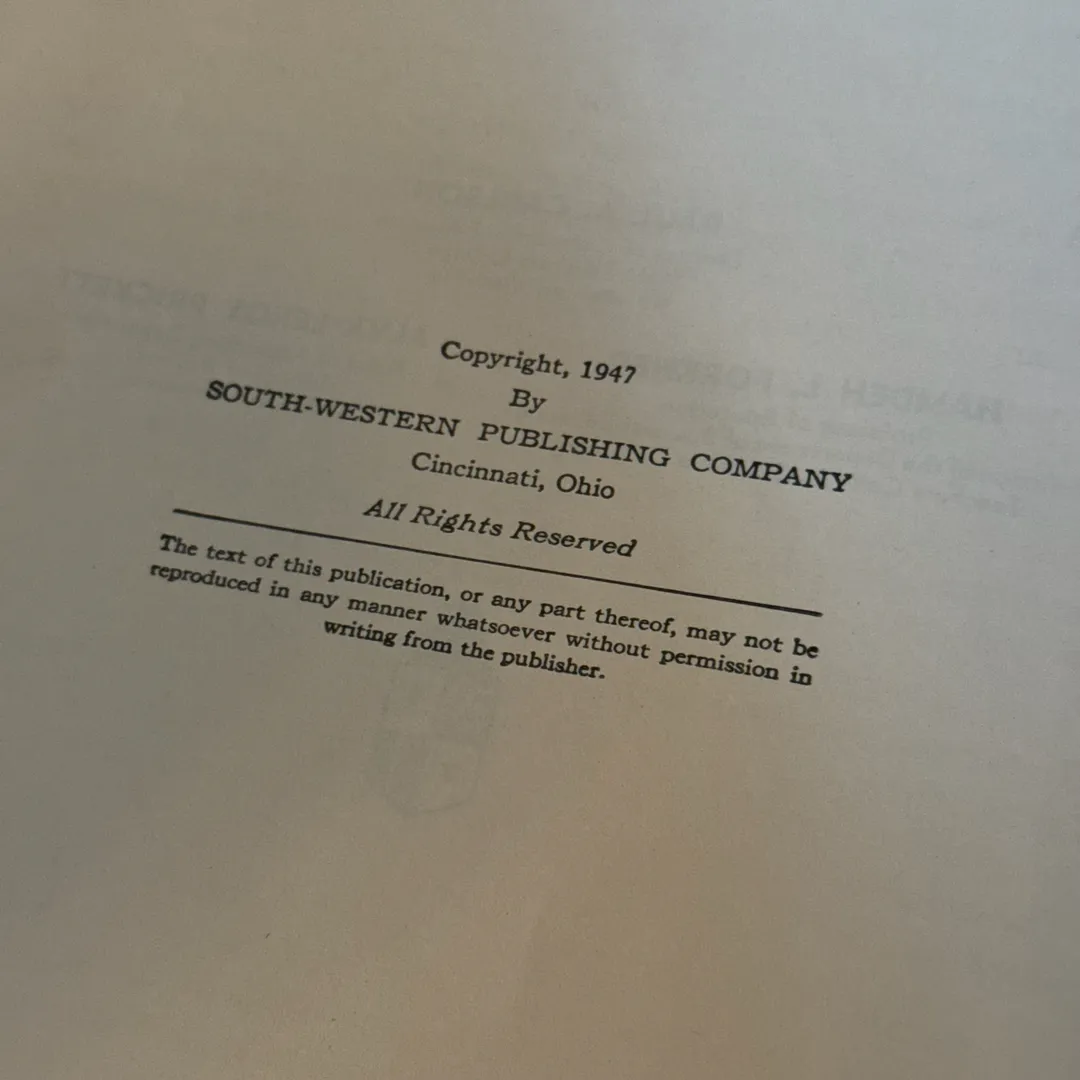 Copyright, 1947
By
SOUTH-WESTERN PUBLISHING COMPANY
Cincinnati, Ohio
All Rights Reserved
The text of this publication, or any part thereof, may not be
reproduced in any manner whatsoever without permission in
writing from the publisher.